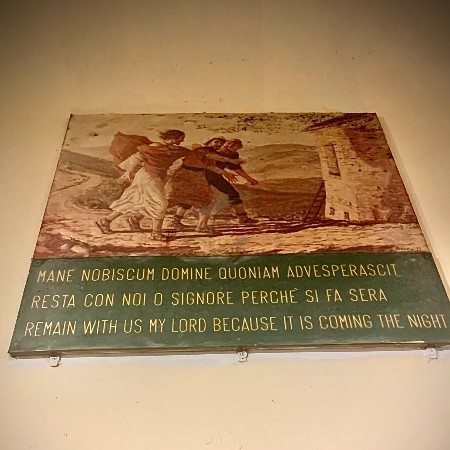 MANE NOBISCUM DOMINE QUONIAM ADVESPERASCIT
RESTA CON NOI O SIGNORE PERCHÉ SI FA SERA
REMAIN WITH US MY LORD BECAUSE IT IS COMING THE NIGHT